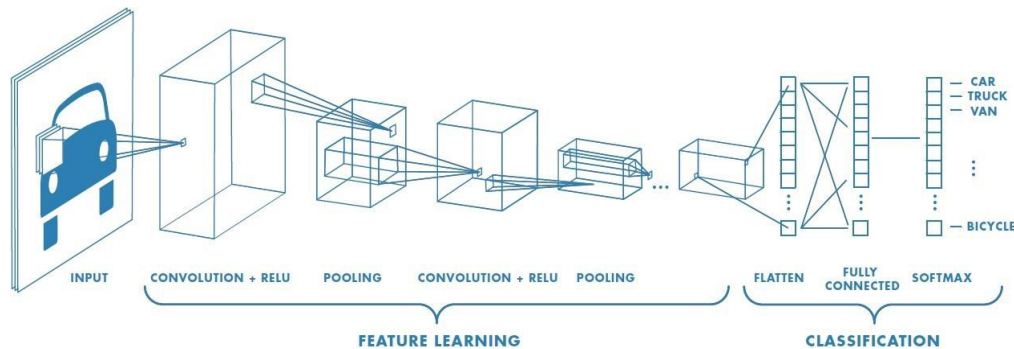 CAR
TRUCK
VAN
BICYCLE
INPUT
CONVOLUTION + RELU
POOLING
CONVOLUTION + RELU
POOLING
FLATTEN
FULLY
CONNECTED
SOFTMAX
FEATURE LEARNING
CLASSIFICATION